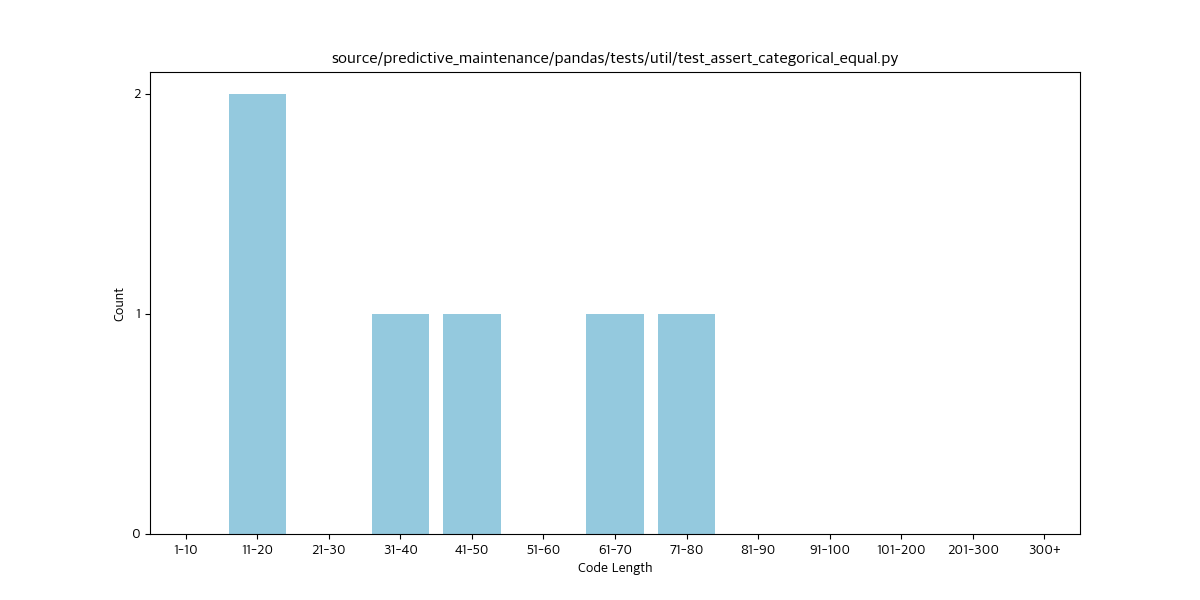 source/predictive_maintenance/pandas/tests/util/test_assert_categorical_equal.py
2
1
0
Count
1-10 11-20 21-30 31-40 41-50 51-60 61-70 71-80 81-90 91-100 101-200 201-300 300+
Code Length